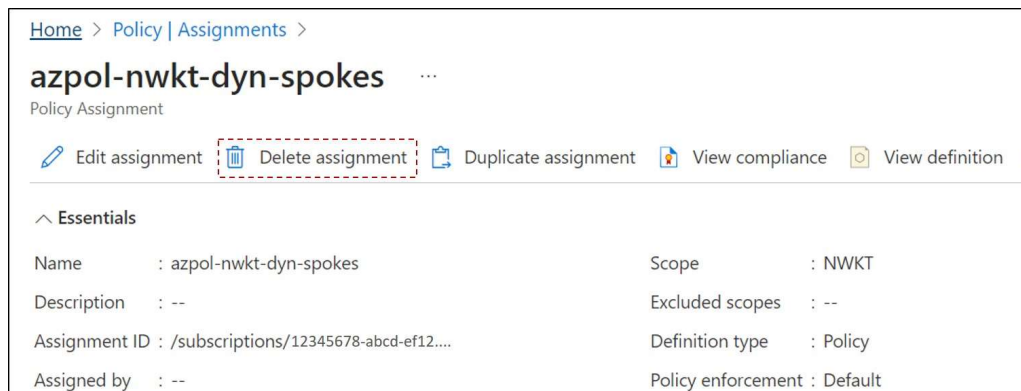 Home > Policy | Assignments >
azpol-nwkt-dyn-spokes ...
Policy Assignment
Edit assignment Delete assignment Duplicate assignment View compliance View definition
Essentials
Name : azpol-nwkt-dyn-spokes Scope : NWKT
Description : -- Excluded scopes : --
Assignment ID : /subscriptions/12345678-abcd-ef12.... Definition type : Policy
Assigned by : -- Policy enforcement : Default